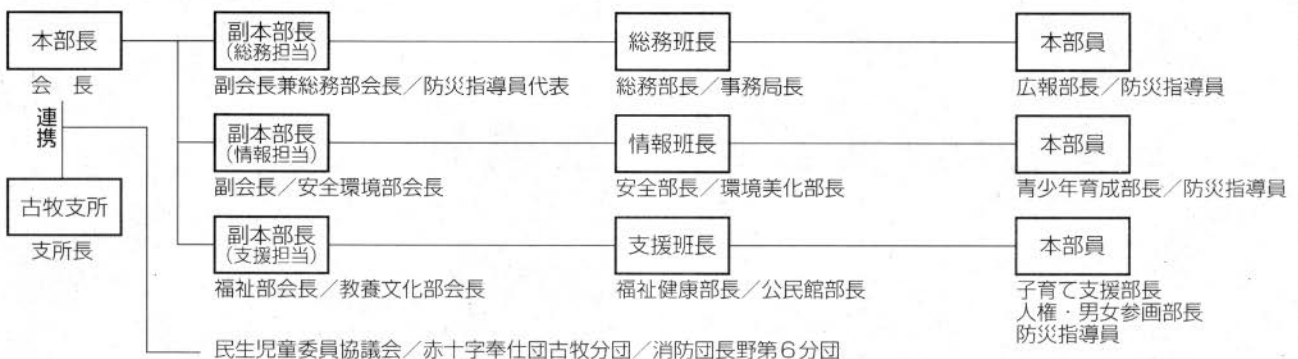 本部長
会　長
連携
古牧支所
支所長
副本部長
（総務担当）
副会長兼総務部会長／防災指導員代表
総務班長
総務部長／事務局長
本部員
広報部長／防災指導員
副本部長
（情報担当）
副会長／安全環境部会長
情報班長
安全部長／環境美化部長
本部員
青少年育成部長／防災指導員
副本部長
（支援担当）
福祉部会長／教養文化部会長
支援班長
福祉健康部長／公民館部長
本部員
子育て支援部長
人権・男女参画部長
防災指導員
民生児童委員協議会／赤十字奉仕団古牧分団／消防団長野第６分団